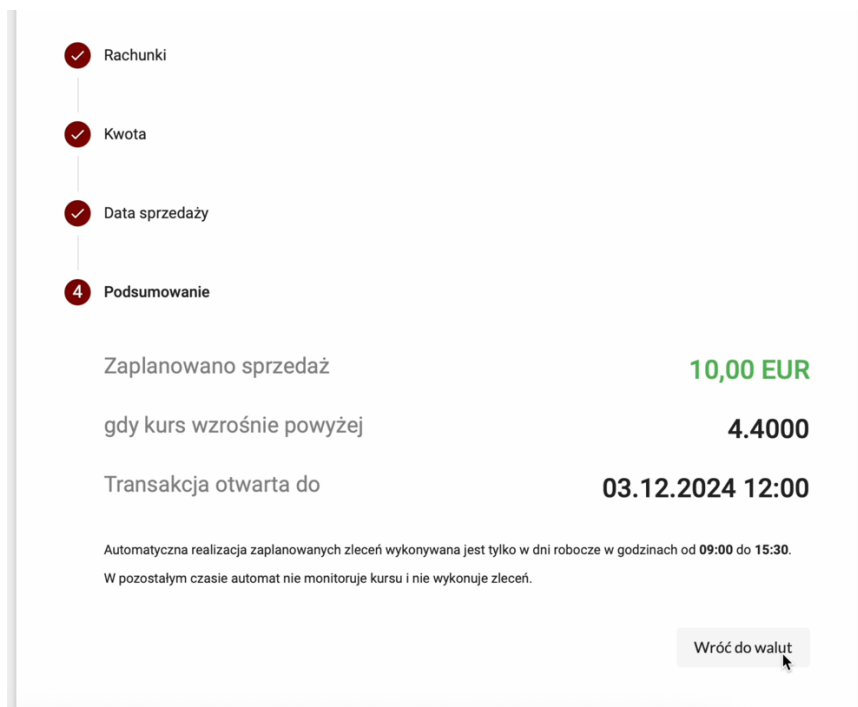 Rachunki
Kwota
Data sprzedaży
4 Podsumowanie
Zaplanowano sprzedaż 10,00 EUR
gdy kurs wzrośnie powyżej 4.4000
Transakcja otwarta do 03.12.2024 12:00
Automatyczna realizacja zaplanowanych zleceń wykonywana jest tylko w dni robocze w godzinach od 09:00 do 15:30.
W pozostałym czasie automat nie monitoruje kursu i nie wykonuje zleceń.
Wróć do walut